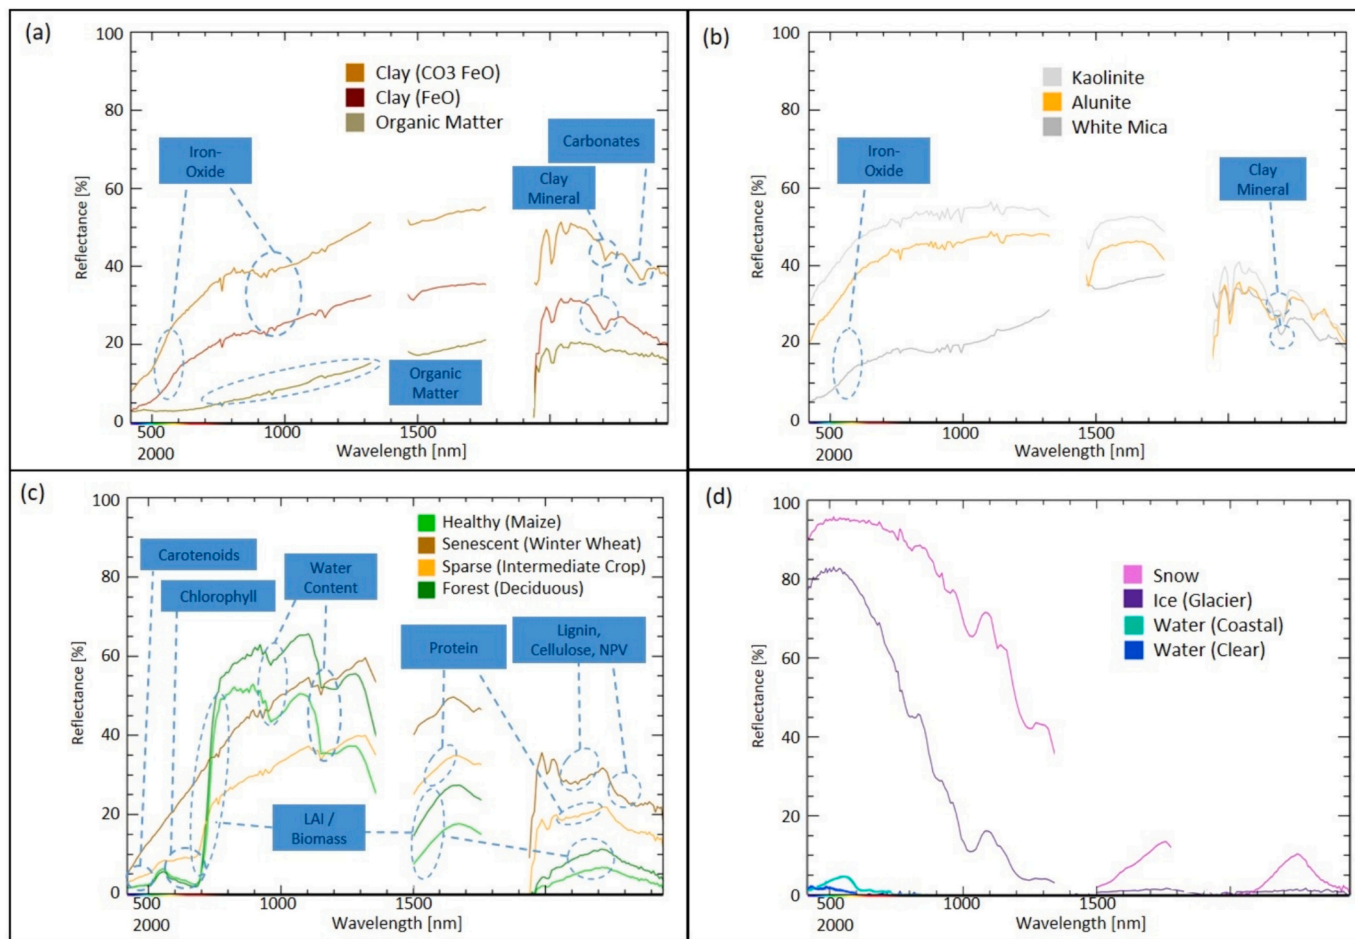 (a)
100
80
60
40
20
0
Reflectance [%]
Clay (CO3 FeO)
Clay (FeO)
Organic Matter
Iron-
Oxide
Carbonates
Clay
Mineral
Organic
Matter
500
1000
1500
2000
Wavelength [nm]
(b)
100
80
60
40
20
0
Reflectance [%]
Kaolinite
Alunite
White Mica
Iron-
Oxide
Clay
Mineral
500
1000
1500
2000
Wavelength [nm]
(c)
100
80
60
40
20
0
Reflectance [%]
Healthy (Maize)
Senescent (Winter Wheat)
Sparse (Intermediate Crop)
Forest (Deciduous)
Carotenoids
Chlorophyll
Water
Content
Protein
Lignin,
Cellulose, NPV
LAI /
Biomass
500
1000
1500
2000
Wavelength [nm]
(d)
100
80
60
40
20
0
Reflectance [%]
Snow
Ice (Glacier)
Water (Coastal)
Water (Clear)
500
1000
1500
2000
Wavelength [nm]